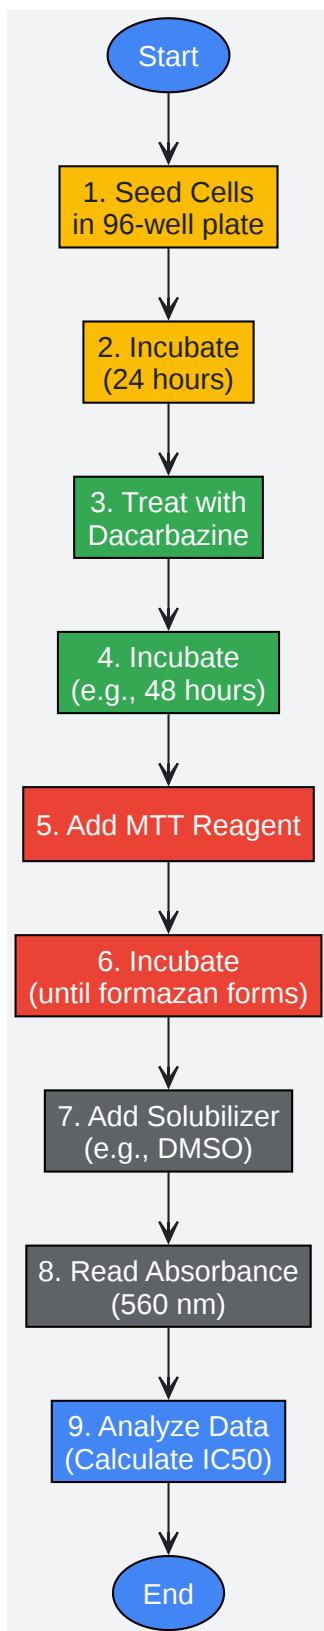 Start
1. Seed Cells
in 96-well plate
2. Incubate
(24 hours)
3. Treat with
Dacarbazine
4. Incubate
(e.g., 48 hours)
5. Add MTT Reagent
6. Incubate
(until formazan forms)
7. Add Solubilizer
(e.g., DMSO)
8. Read Absorbance
(560 nm)
9. Analyze Data
(Calculate IC50)
End